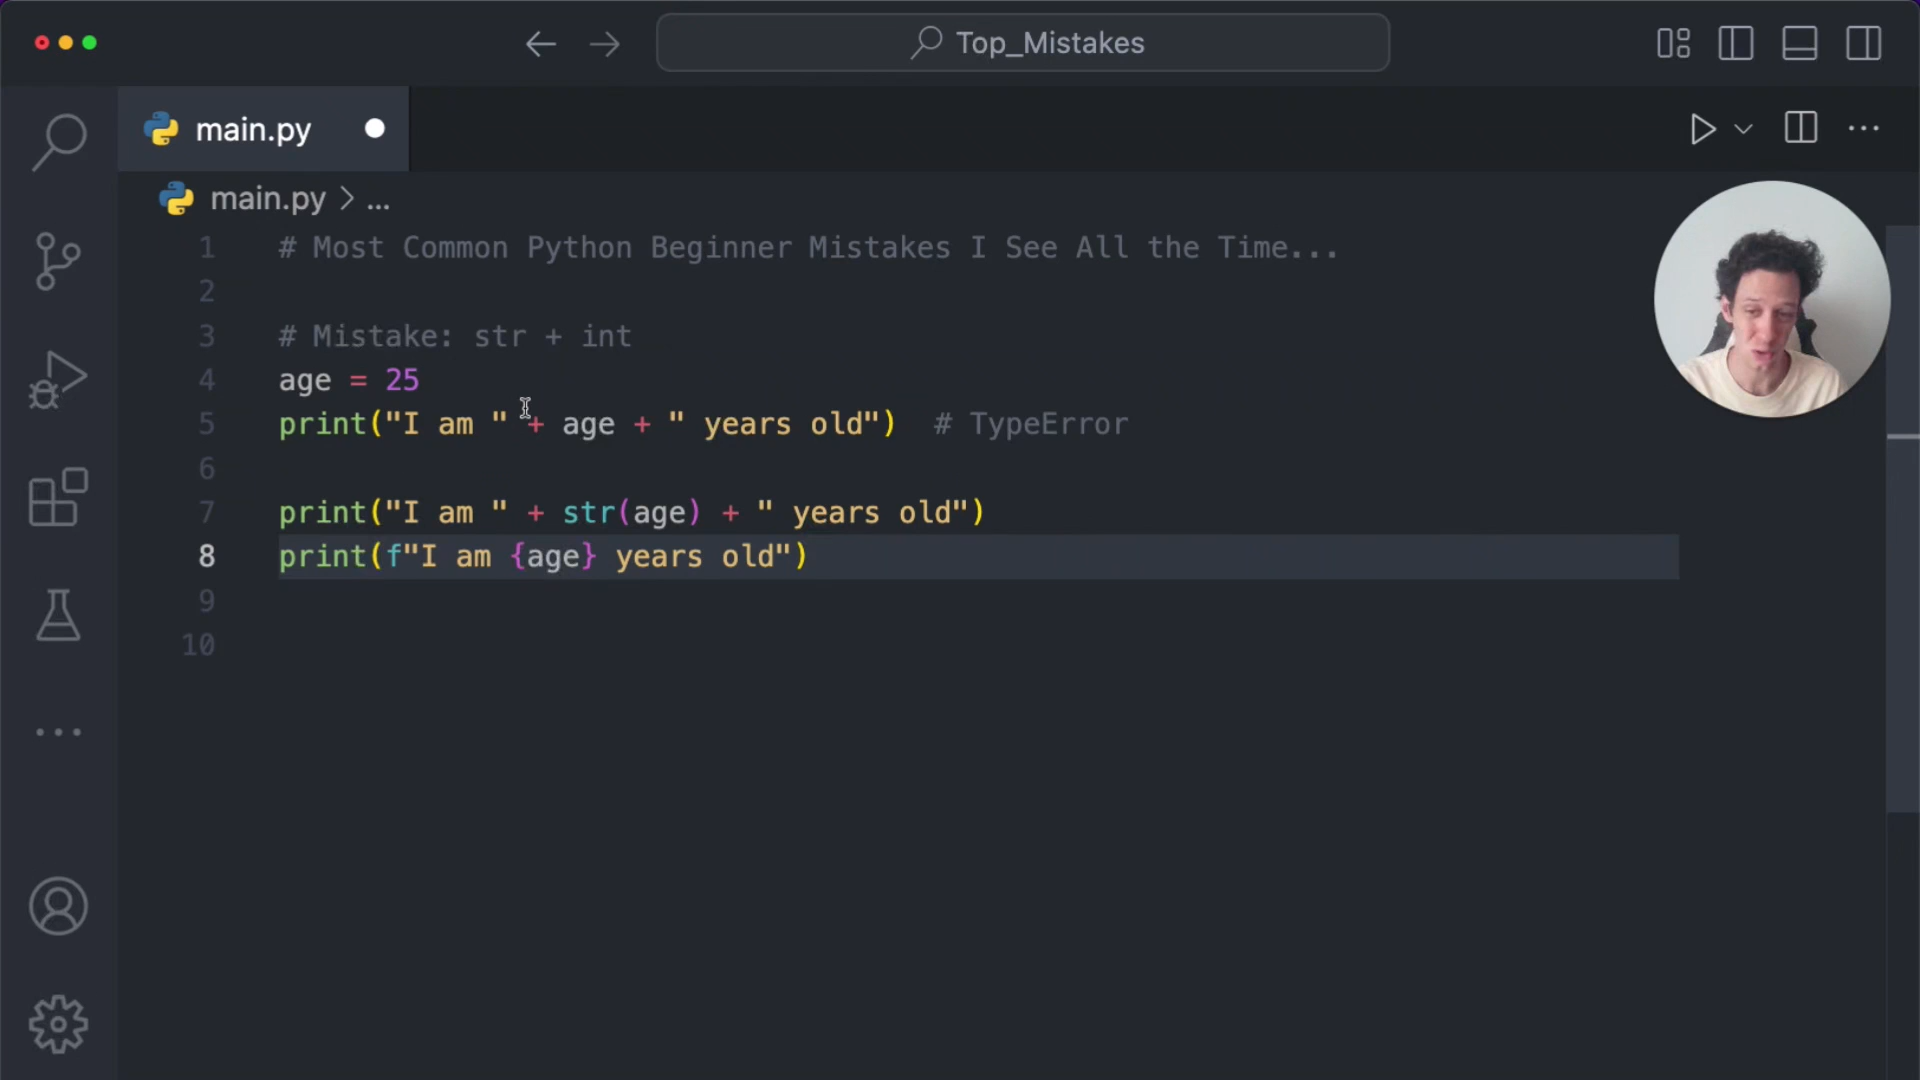 Top_Mistakes
main.py
main.py > ...
1 # Most Common Python Beginner Mistakes I See All the Time...
2
3 # Mistake: str + int
4 age = 25
5 print("I am " + age + " years old")  # TypeError
6
7 print("I am " + str(age) + " years old")
8 print(f"I am {age} years old")
9
10